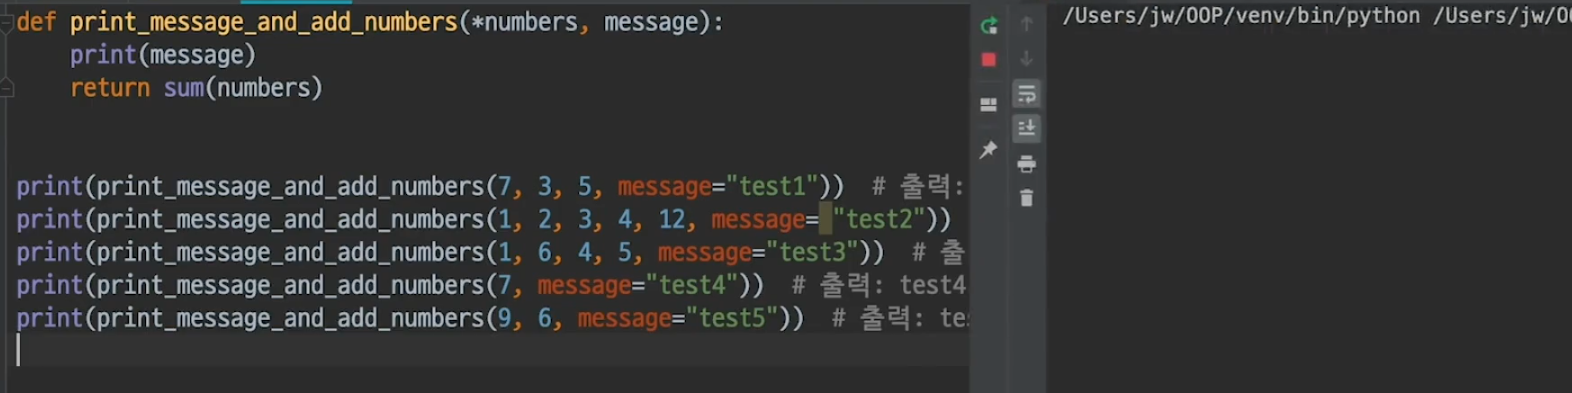 def print_message_and_add_numbers(*numbers, message):
    print(message)
    return sum(numbers)
print(print_message_and_add_numbers(7, 3, 5, message="test1"))  # 출력:
print(print_message_and_add_numbers(1, 2, 3, 4, 12, message= "test2"))
print(print_message_and_add_numbers(1, 6, 4, 5, message="test3"))  # 출
print(print_message_and_add_numbers(7, message="test4"))  # 출력: test4
print(print_message_and_add_numbers(9, 6, message="test5"))  # 출력: te
/Users/jw/OOP/venv/bin/python /Users/jw/O